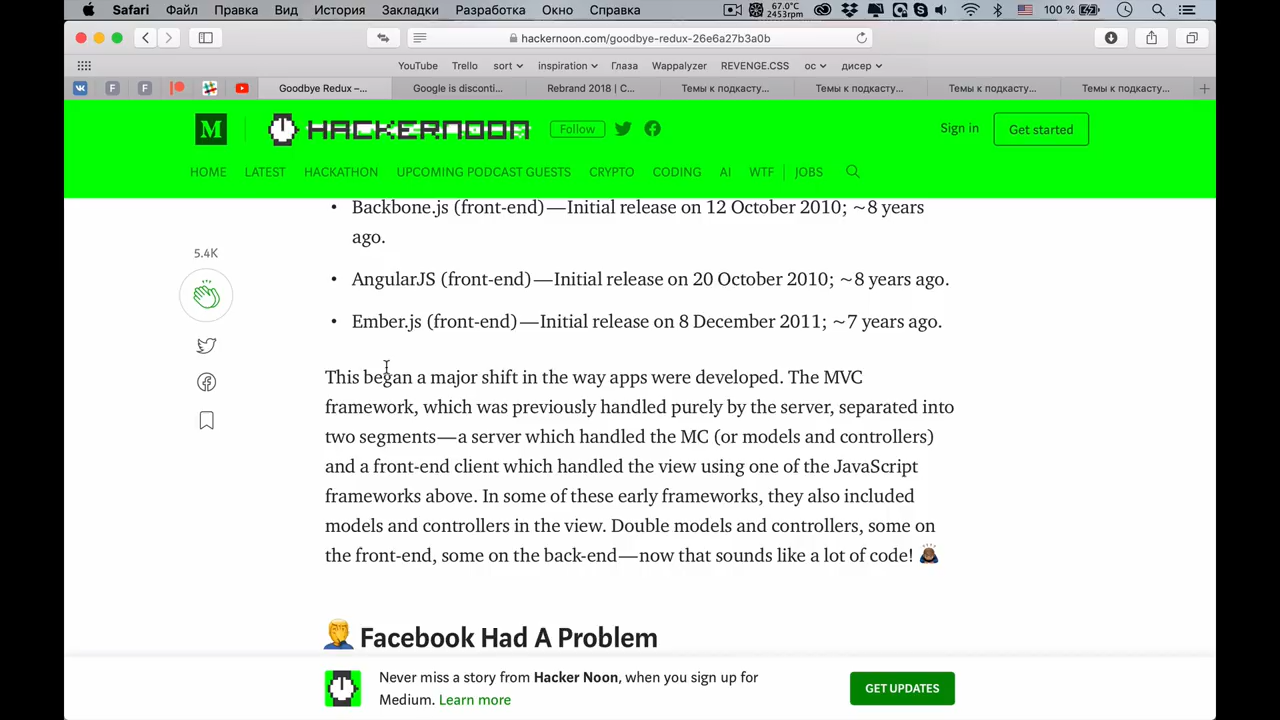 Safari Файл Правка Вид История Закладки Разработка Окно Справка 67.0°C 2453rpm 100 %
hackernoon.com/goodbye-redux-26e6a27b3a0b
YouTube Trello sort inspiration Глаза Wappalyzer REVENGE.CSS ос дисер
Goodbye Redux –... Google is disconti... Rebrand 2018 | C... Темы к подкасту... Темы к подкасту... Темы к подкасту... Темы к подкасту...
M HACKERNOON Follow Sign in Get started
HOME LATEST HACKATHON UPCOMING PODCAST GUESTS CRYPTO CODING AI WTF JOBS
• Backbone.js (front-end)—Initial release on 12 October 2010; ~8 years
ago.
5.4K
• AngularJS (front-end)—Initial release on 20 October 2010; ~8 years ago.
• Ember.js (front-end)—Initial release on 8 December 2011; ~7 years ago.
This began a major shift in the way apps were developed. The MVC
framework, which was previously handled purely by the server, separated into
two segments—a server which handled the MC (or models and controllers)
and a front-end client which handled the view using one of the JavaScript
frameworks above. In some of these early frameworks, they also included
models and controllers in the view. Double models and controllers, some on
the front-end, some on the back-end—now that sounds like a lot of code! 🙇🏾
🤦‍♂️ Facebook Had A Problem
Never miss a story from Hacker Noon, when you sign up for
Medium. Learn more
GET UPDATES